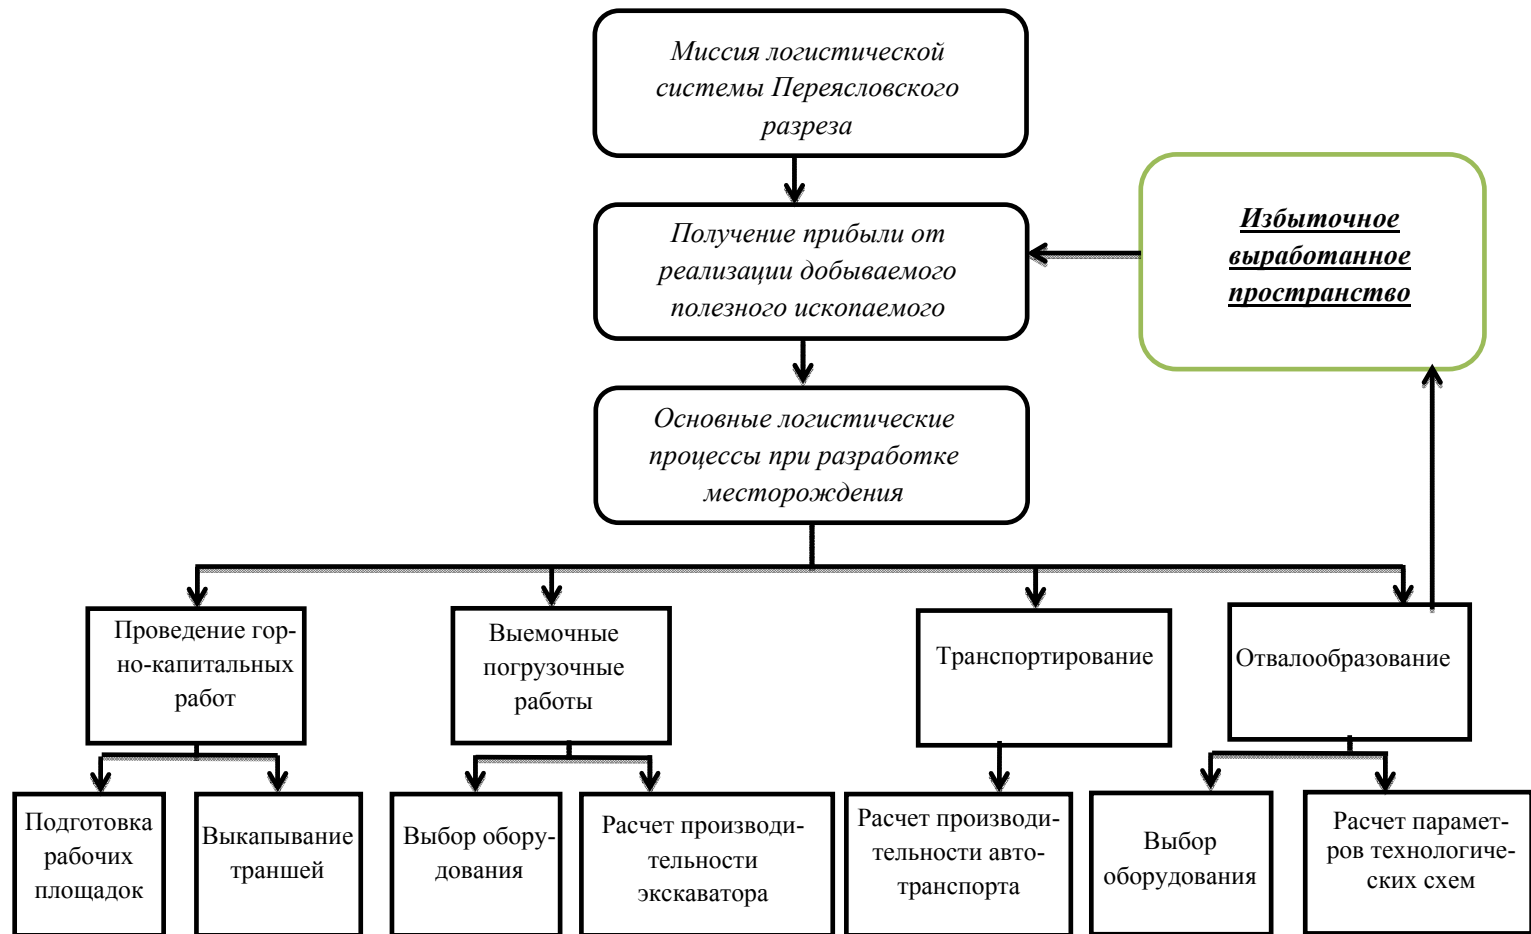 Миссия логистической
системы Переясловского
разреза
Получение прибыли от
реализации добываемого
полезного ископаемого
Избыточное
выработанное
пространство
Основные логистические
процессы при разработке
месторождения
Проведение гор-
но-капитальных
работ
Выемочные
погрузочные
работы
Транспортирование
Отвалообразование
Подготовка
рабочих
площадок
Выкапывание
траншей
Выбор обору-
дования
Расчет производи-
тельности
экскаватора
Расчет производи-
тельности авто-
транспорта
Выбор
оборудования
Расчет парамет-
ров технологиче-
ских схем